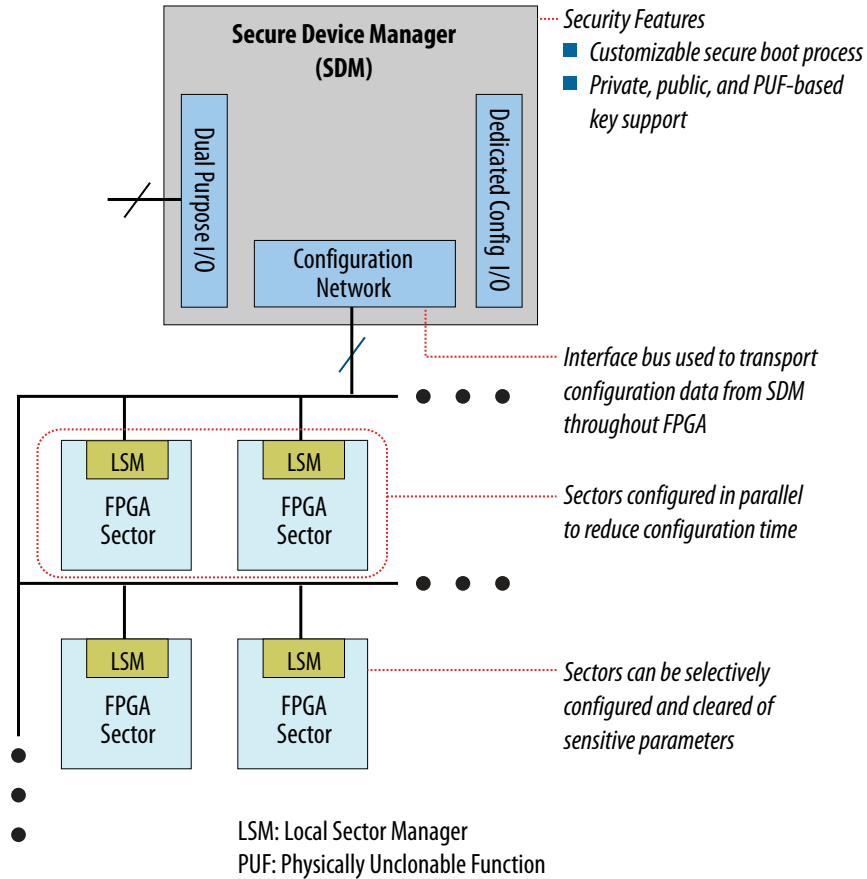 Secure Device Manager
(SDM)
Security Features
Customizable secure boot process
Private, public, and PUF-based
key support
Dual Purpose I/O
Dedicated Config I/O
Configuration
Network
Interface bus used to transport
configuration data from SDM
throughout FPGA
LSM
FPGA
Sector
LSM
FPGA
Sector
Sectors configured in parallel
to reduce configuration time
LSM
FPGA
Sector
LSM
FPGA
Sector
Sectors can be selectively
configured and cleared of
sensitive parameters
LSM: Local Sector Manager
PUF: Physically Unclonable Function